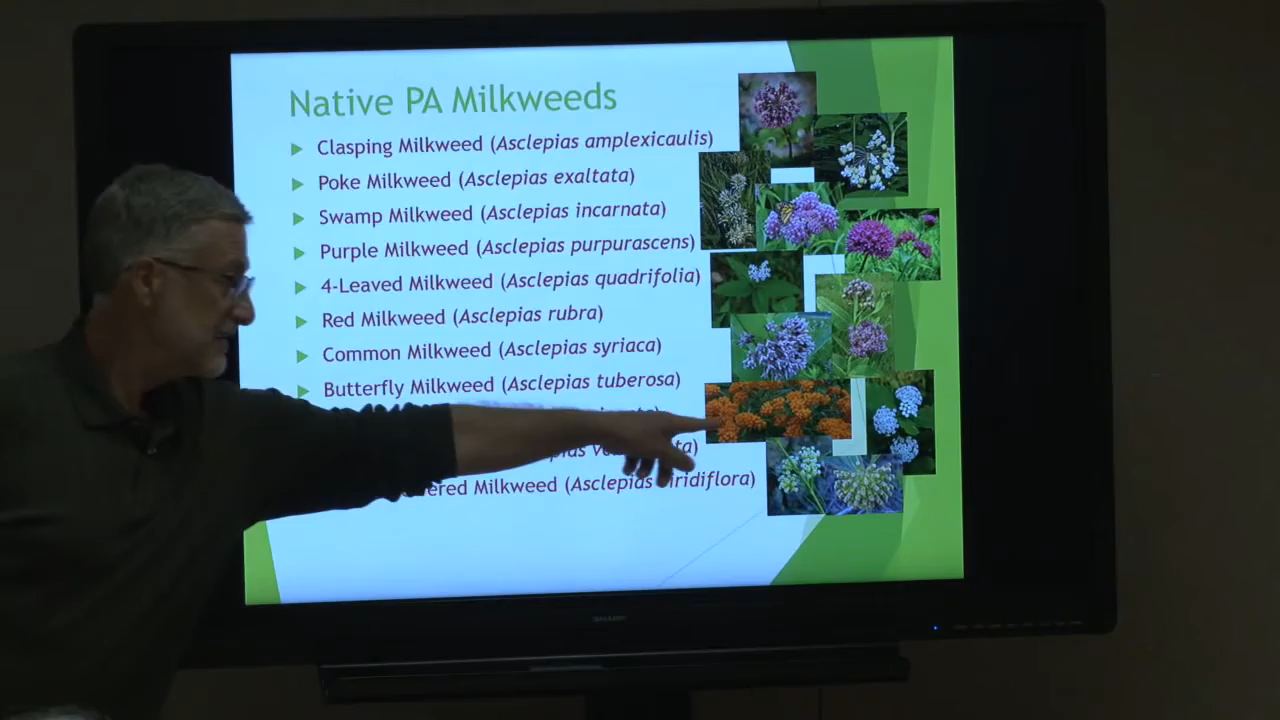 Native PA Milkweeds
Clasping Milkweed (Asclepias amplexicaulis)
Poke Milkweed (Asclepias exaltata)
Swamp Milkweed (Asclepias incarnata)
Purple Milkweed (Asclepias purpurascens)
4-Leaved Milkweed (Asclepias quadrifolia)
Red Milkweed (Asclepias rubra)
Common Milkweed (Asclepias syriaca)
Butterfly Milkweed (Asclepias tuberosa)
Milkweed (Asclepias
SHARP